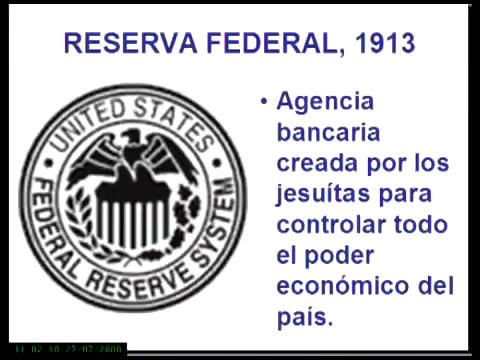 RESERVA FEDERAL, 1913
UNITED STATES
FEDERAL RESERVE SYSTEM
• Agencia
bancaria
creada por los
jesuítas para
controlar todo
el poder
económico del
país.